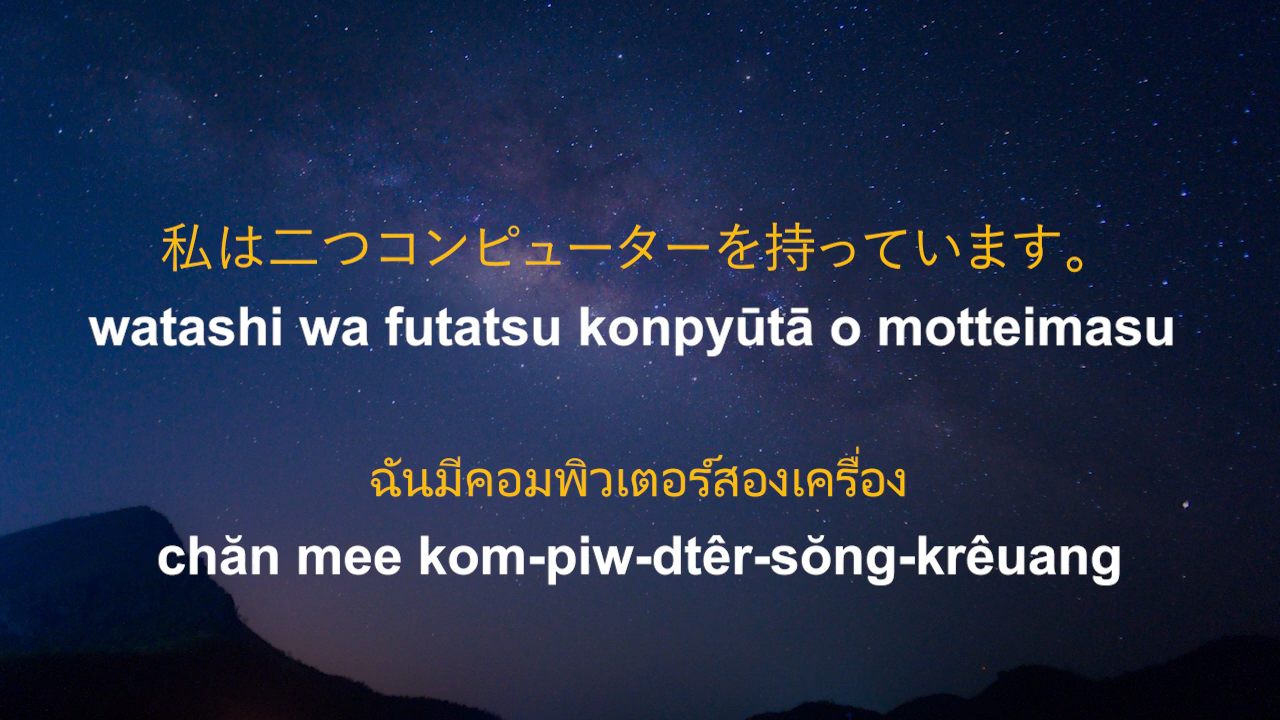 私は二つコンピューターを持っています。
watashi wa futatsu konpyūtā o motteimasu
ฉันมีคอมพิวเตอร์สองเครื่อง
chăn mee kom-piw-dtêr-sŏng-krêuang